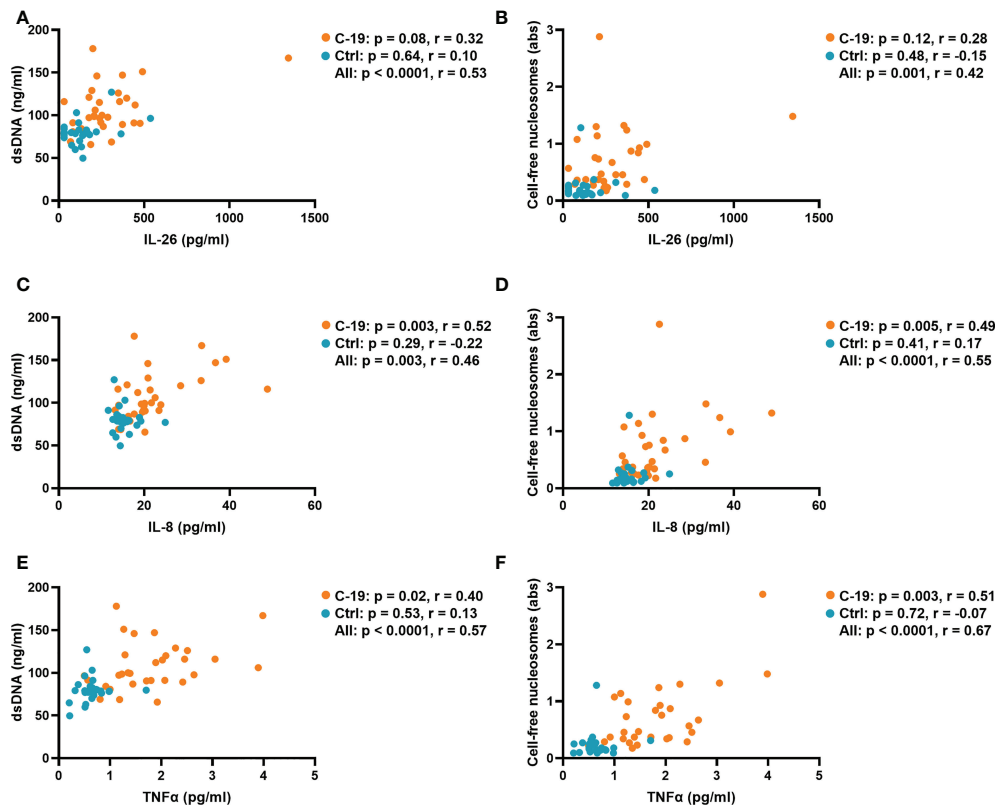 A
dsDNA (ng/ml)
200
150
100
50
0
0 500 1000 1500
IL-26 (pg/ml)
C-19: p = 0.08, r = 0.32
Ctrl: p = 0.64, r = 0.10
All: p < 0.0001, r = 0.53
B
Cell-free nucleosomes (abs)
3
2
1
0
0 500 1000 1500
IL-26 (pg/ml)
C-19: p = 0.12, r = 0.28
Ctrl: p = 0.48, r = -0.15
All: p = 0.001, r = 0.42
C
dsDNA (ng/ml)
200
150
100
50
0
0 20 40 60
IL-8 (pg/ml)
C-19: p = 0.003, r = 0.52
Ctrl: p = 0.29, r = -0.22
All: p = 0.003, r = 0.46
D
Cell-free nucleosomes (abs)
3
2
1
0
0 20 40 60
IL-8 (pg/ml)
C-19: p = 0.005, r = 0.49
Ctrl: p = 0.41, r = 0.17
All: p < 0.0001, r = 0.55
E
dsDNA (ng/ml)
200
150
100
50
0
0 1 2 3 4 5
TNFα (pg/ml)
C-19: p = 0.02, r = 0.40
Ctrl: p = 0.53, r = 0.13
All: p < 0.0001, r = 0.57
F
Cell-free nucleosomes (abs)
3
2
1
0
0 1 2 3 4 5
TNFα (pg/ml)
C-19: p = 0.003, r = 0.51
Ctrl: p = 0.72, r = -0.07
All: p < 0.0001, r = 0.67